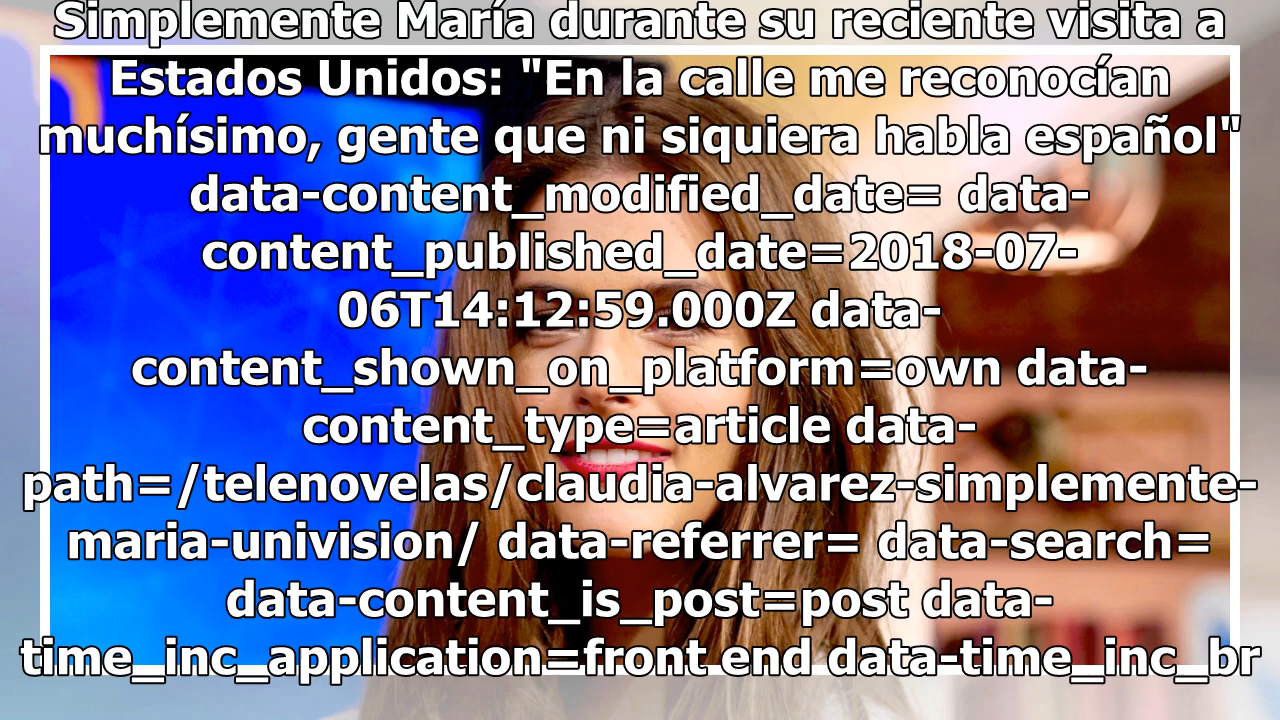 Simplemente María durante su reciente visita a
Estados Unidos: "En la calle me reconocían
muchísimo, gente que ni siquiera habla español"
data-content_modified_date= data-
content_published_date=2018-07-
06T14:12:59.000Z data-
content_shown_on_platform=own data-
content_type=article data-
path=/telenovelas/claudia-alvarez-simplemente-
maria-univision/ data-referrer= data-search=
data-content_is_post=post data-
time_inc_application=front end data-time_inc_br